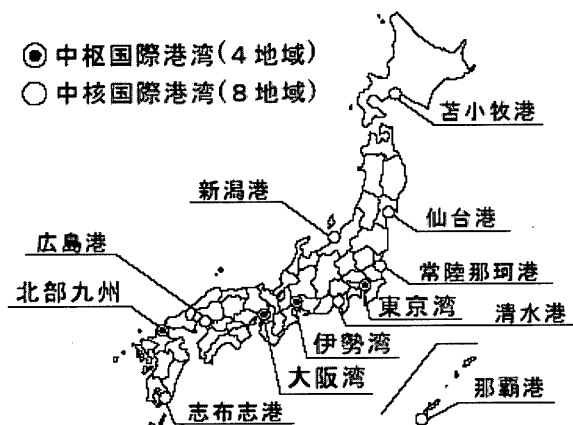 ◉ 中枢国際港湾(4地域)
○ 中核国際港湾(8地域)
苫小牧港
新潟港
仙台港
広島港
常陸那珂港
北部九州
東京湾
清水港
伊勢湾
大阪湾
那覇港
志布志港